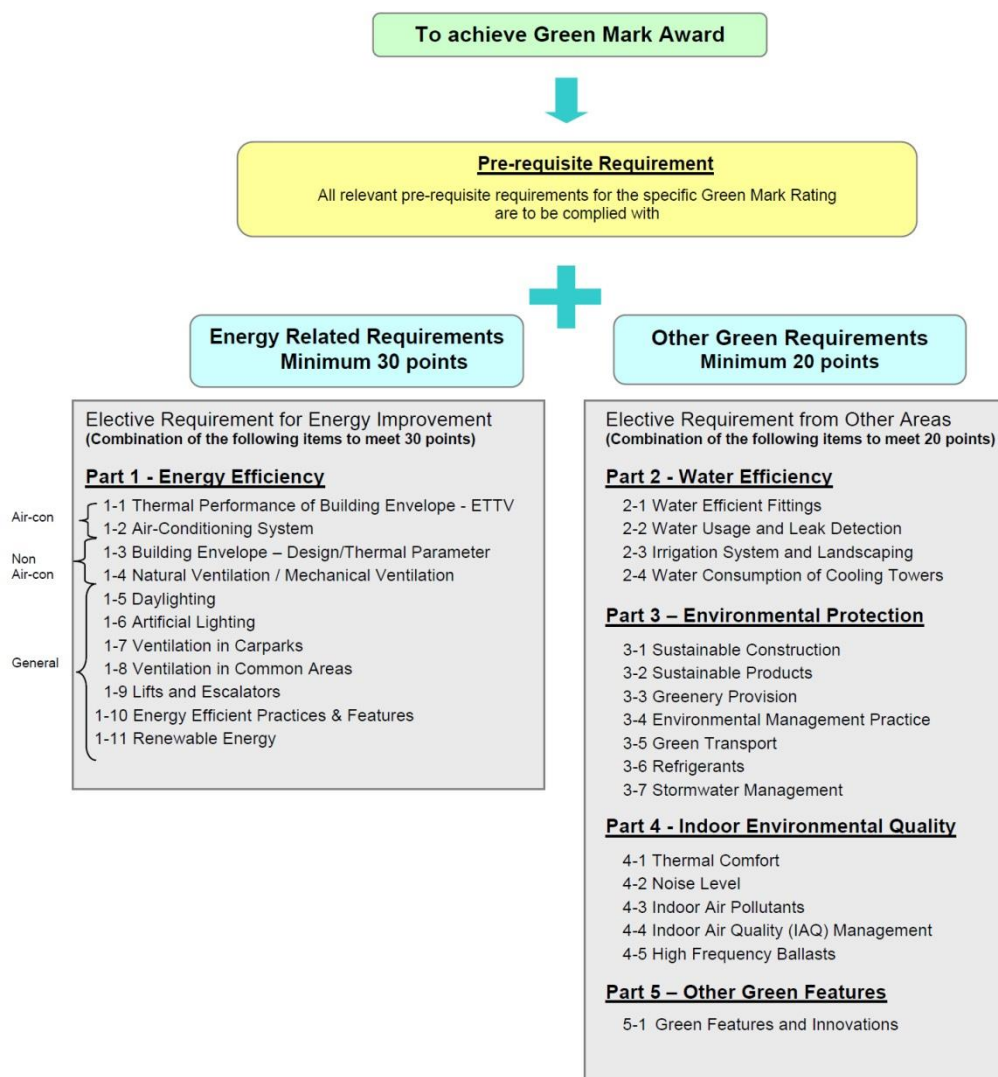 To achieve Green Mark Award
Pre-requisite Requirement
All relevant pre-requisite requirements for the specific Green Mark Rating
are to be complied with
Energy Related Requirements
Minimum 30 points
Elective Requirement for Energy Improvement
(Combination of the following items to meet 30 points)
Part 1 - Energy Efficiency
Air-con
1-1 Thermal Performance of Building Envelope - ETTV
1-2 Air-Conditioning System
Non
Air-con
1-3 Building Envelope – Design/Thermal Parameter
1-4 Natural Ventilation / Mechanical Ventilation
General
1-5 Daylighting
1-6 Artificial Lighting
1-7 Ventilation in Carparks
1-8 Ventilation in Common Areas
1-9 Lifts and Escalators
1-10 Energy Efficient Practices & Features
1-11 Renewable Energy
Other Green Requirements
Minimum 20 points
Elective Requirement from Other Areas
(Combination of the following items to meet 20 points)
Part 2 - Water Efficiency
2-1 Water Efficient Fittings
2-2 Water Usage and Leak Detection
2-3 Irrigation System and Landscaping
2-4 Water Consumption of Cooling Towers
Part 3 – Environmental Protection
3-1 Sustainable Construction
3-2 Sustainable Products
3-3 Greenery Provision
3-4 Environmental Management Practice
3-5 Green Transport
3-6 Refrigerants
3-7 Stormwater Management
Part 4 - Indoor Environmental Quality
4-1 Thermal Comfort
4-2 Noise Level
4-3 Indoor Air Pollutants
4-4 Indoor Air Quality (IAQ) Management
4-5 High Frequency Ballasts
Part 5 – Other Green Features
5-1 Green Features and Innovations